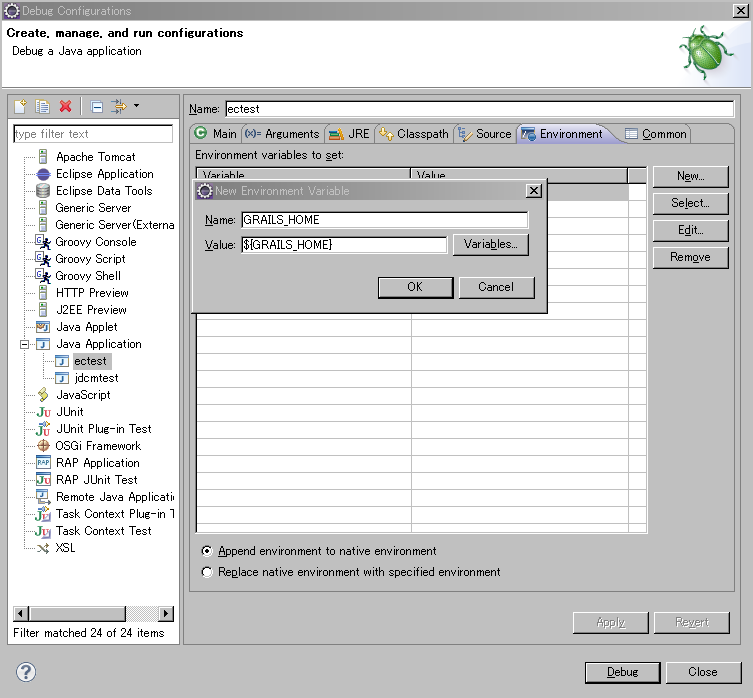 Debug Configurations
Create, manage, and run configurations
Debug a Java application
type filter text
Apache Tomcat
Eclipse Application
Eclipse Data Tools
Generic Server
Generic Server(Externa
Groovy Console
Groovy Script
Groovy Shell
HTTP Preview
J2EE Preview
Java Applet
Java Application
ectest
jdcmtest
JavaScript
JUnit
JUnit Plug-in Test
OSGi Framework
RAP Application
RAP JUnit Test
Remote Java Applicati
Task Context Plug-in T
Task Context Test
XSL
Filter matched 24 of 24 items
Name: ectest
Main (x)= Arguments JRE Classpath Source Environment Common
Environment variables to set:
Variable Value
New...
Select...
Edit...
Remove
New Environment Variable
Name: GRAILS_HOME
Value: ${GRAILS_HOME} Variables...
OK Cancel
Append environment to native environment
Replace native environment with specified environment
Apply Revert
? Debug Close